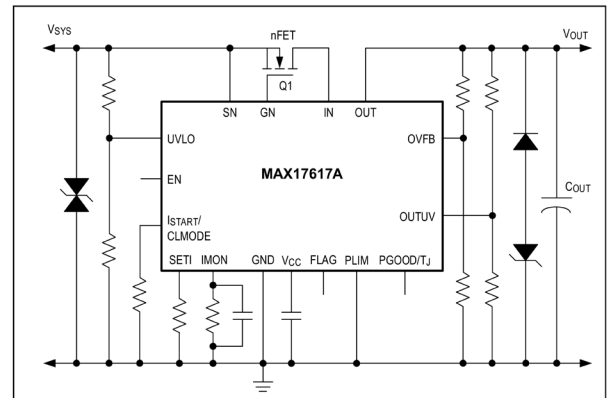 VSYS nFET VOUT
Q1
SN GN IN OUT
UVLO OVFB
MAX17617A
EN
COUT
ISTART/
CLMODE
OUTUV
SETI IMON GND VCC FLAG PLIM PGOOD/TJ